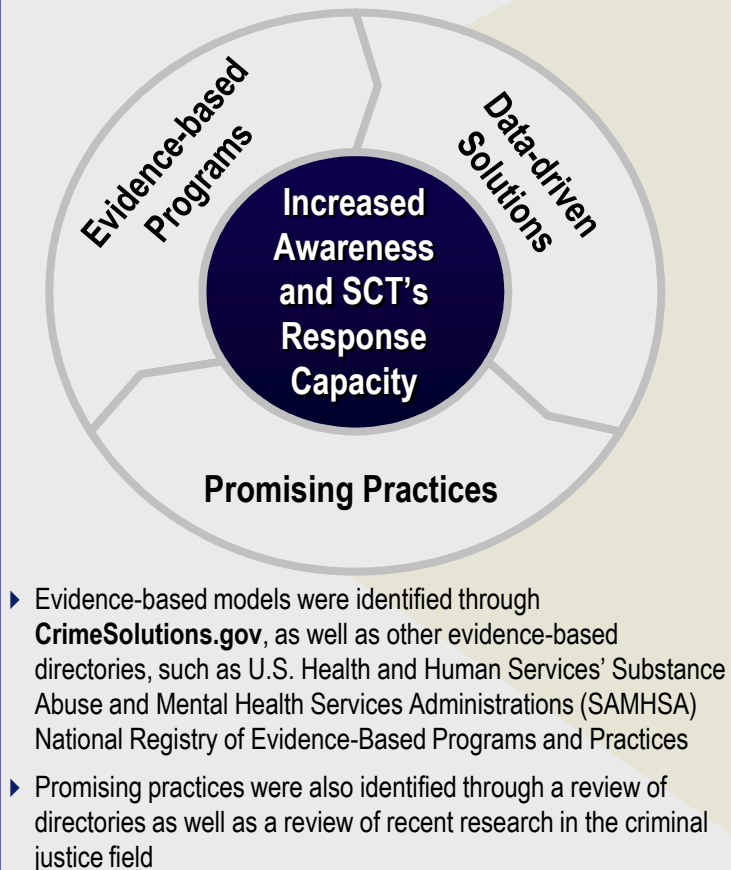 Evidence-based
Programs
Data-driven
Solutions
Increased
Awareness
and SCT's
Response
Capacity
Promising Practices
Evidence-based models were identified through
CrimeSolutions.gov, as well as other evidence-based
directories, such as U.S. Health and Human Services' Substance
Abuse and Mental Health Services Administrations (SAMHSA)
National Registry of Evidence-Based Programs and Practices
Promising practices were also identified through a review of
directories as well as a review of recent research in the criminal
justice field